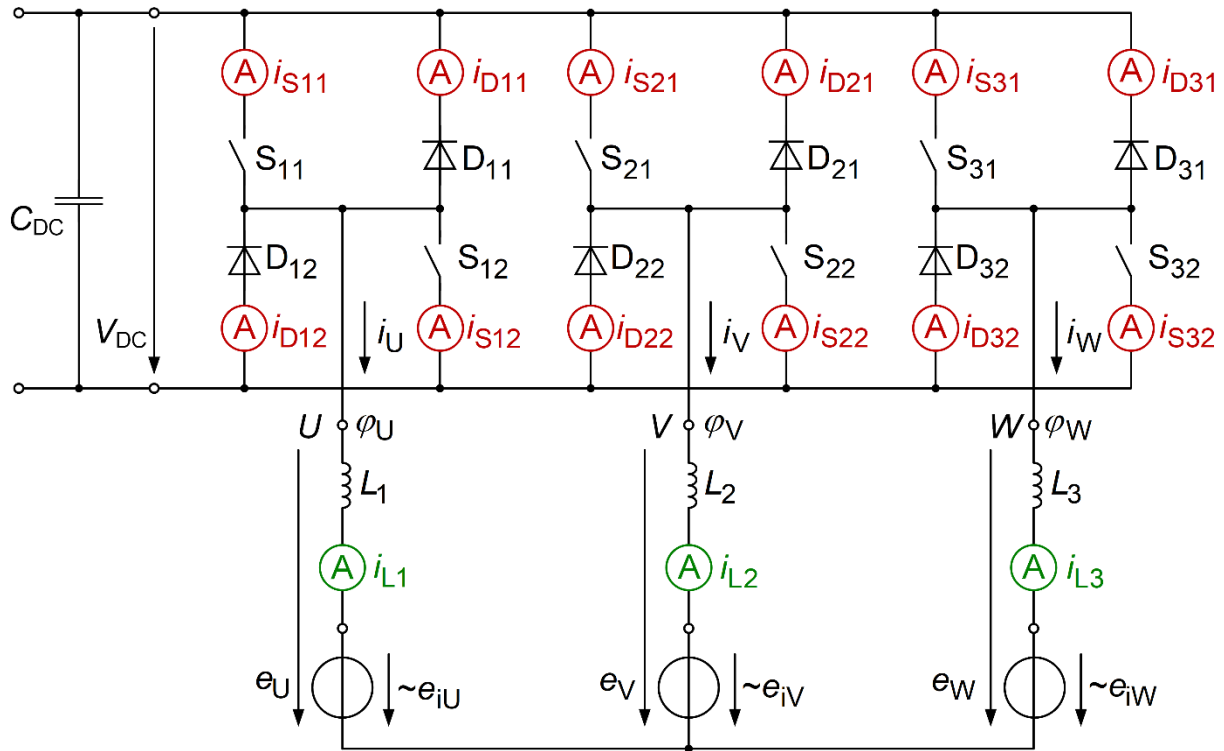 A iS11 A iD11 A iS21 A iD21 A iS31 A iD31
S11 D11 S21 D21 S31 D31
CDC
D12 S12 D22 S22 D32 S32
VDC A iD12 iU A iS12 A iD22 iV A iS22 A iD32 iW A iS32
U φU V φV W φW
L1 L2 L3
A iL1 A iL2 A iL3
eU ~eiU eV ~eiV eW ~eiW